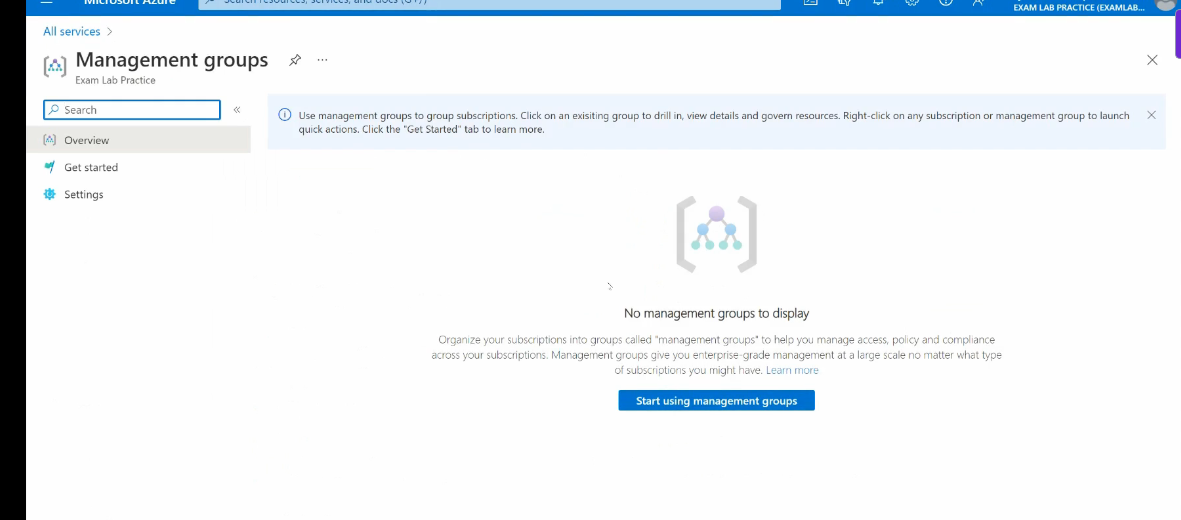 Microsoft Azure
Search resources, services, and docs (G+/)
EXAM LAB PRACTICE (EXAMLAB...
All services >
Management groups
...
Exam Lab Practice
Search
«
Use management groups to group subscriptions. Click on an exisiting group to drill in, view details and govern resources. Right-click on any subscription or management group to launch
quick actions. Click the "Get Started" tab to learn more.
Overview
Get started
Settings
No management groups to display
Organize your subscriptions into groups called "management groups" to help you manage access, policy and compliance
across your subscriptions. Management groups give you enterprise-grade management at a large scale no matter what type
of subscriptions you might have. Learn more
Start using management groups